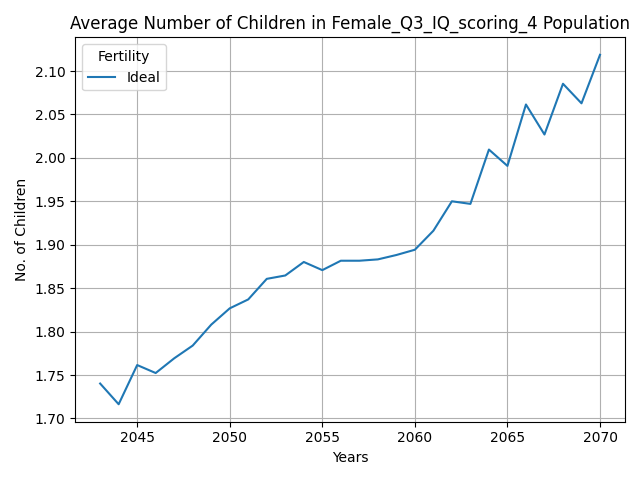 Average Number of Children in Female_Q3_IQ_scoring_4 Population
Fertility
Ideal
No. of Children
2.10
2.05
2.00
1.95
1.90
1.85
1.80
1.75
1.70
2045 2050 2055 2060 2065 2070
Years